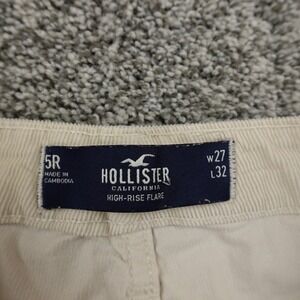 5R
MADE IN
CAMBODIA
HOLLISTER
CALIFORNIA
HIGH-RISE FLARE
W27
L32